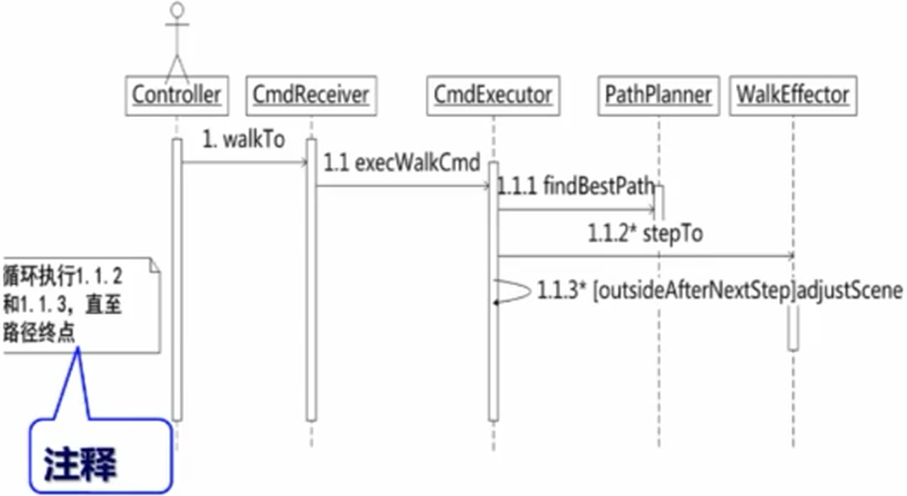 Controller
CmdReceiver
CmdExecutor
PathPlanner
WalkEffector
1. walkTo
1.1 execWalkCmd
1.1.1 findBestPath
1.1.2* stepTo
1.1.3* [outsideAfterNextStep]adjustScene
循环执行1.1.2
和1.1.3，直至
路径终点
注释